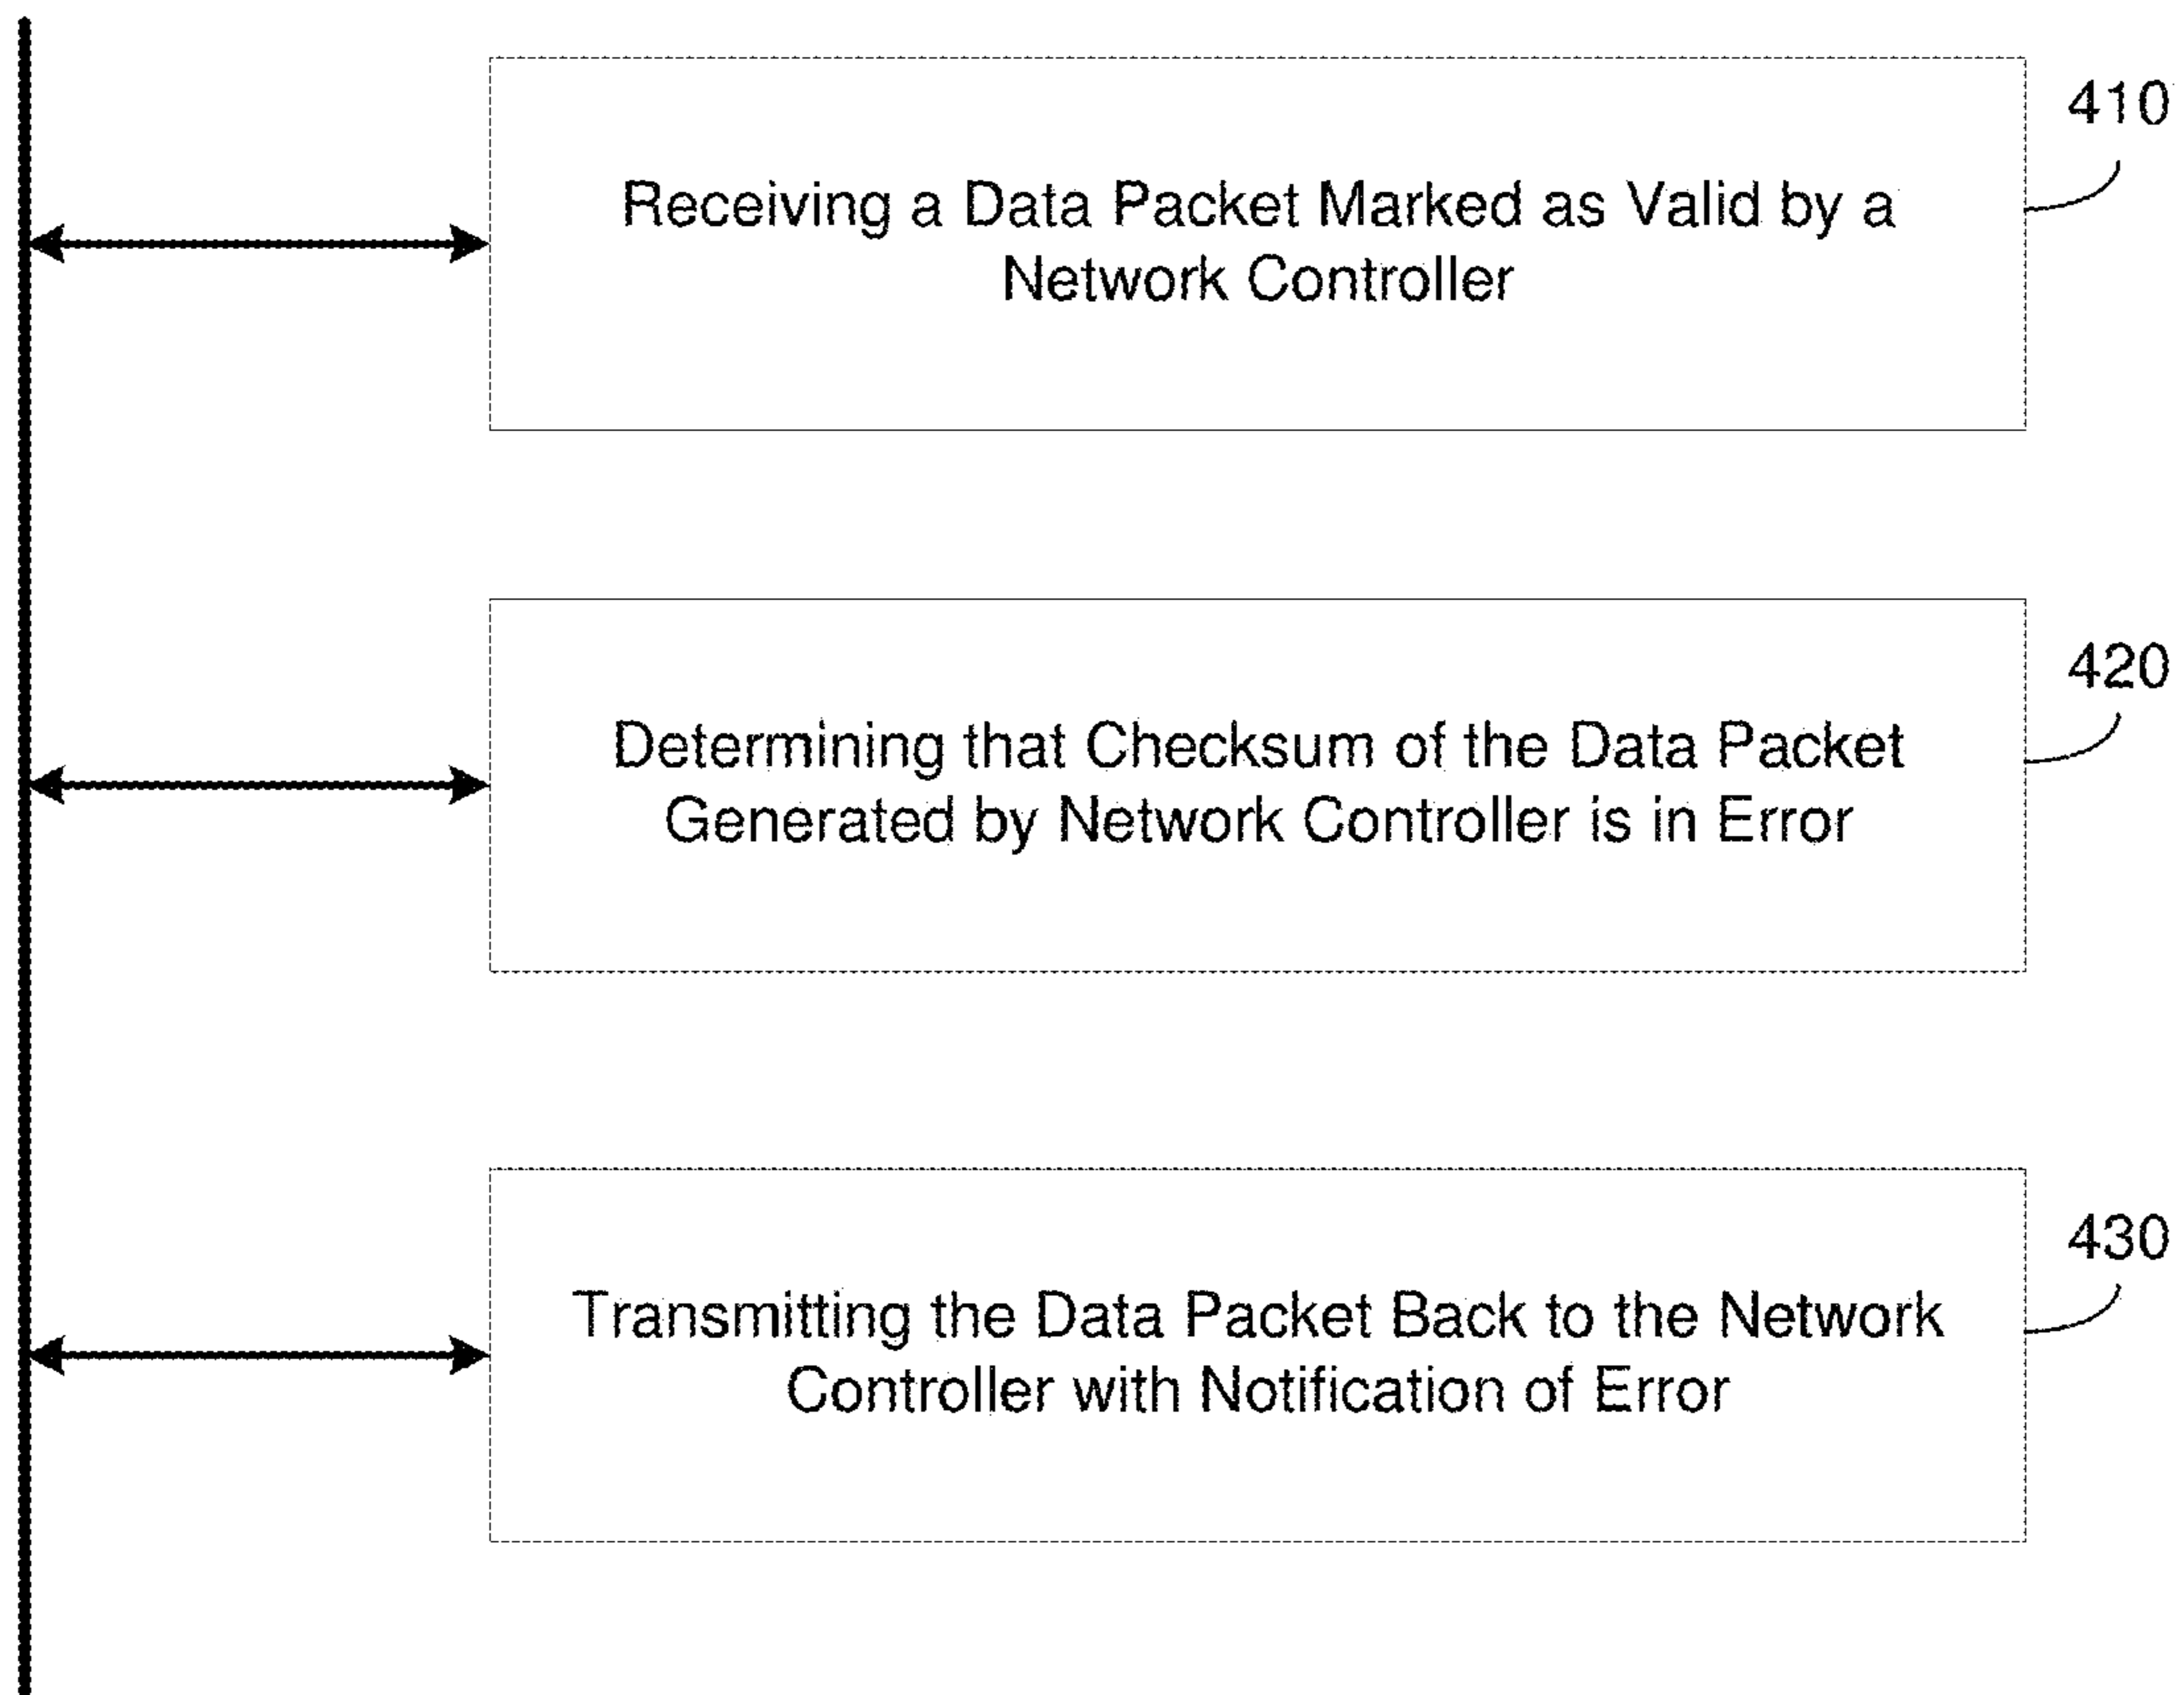 410
Receiving a Data Packet Marked as Valid by a
Network Controller
420
Determining that Checksum of the Data Packet
Generated by Network Controller is in Error
430
Transmitting the Data Packet Back to the Network
Controller with Notification of Error